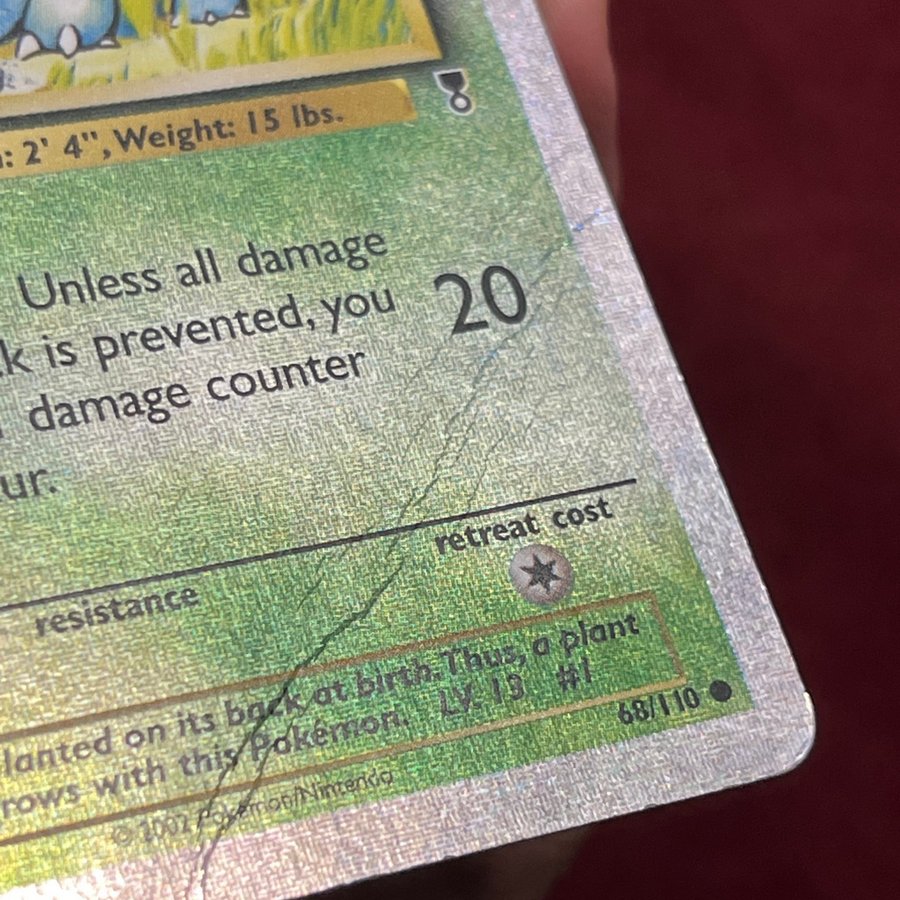 : 2' 4", Weight: 15 lbs.
Unless all damage
k is prevented, you
damage counter
ur.
20
resistance
retreat cost
lanted on its back at birth. Thus, a plant
rows with this Pokémon. LV. 13 #1
68/110
© 2002 Pokémon/Nintendo